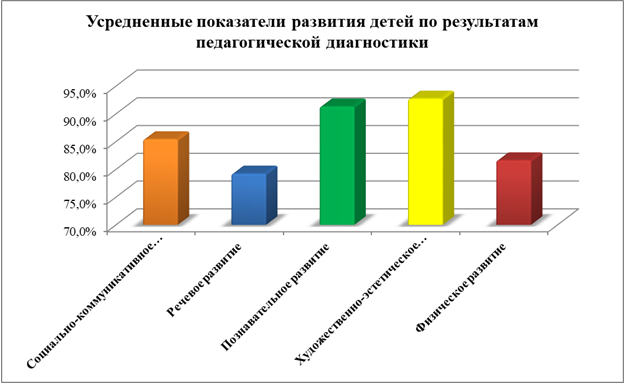 Усредненные показатели развития детей по результатам
педагогической диагностики
95,0%
90,0%
85,0%
80,0%
75,0%
70,0%
Социально-коммуникативное…
Речевое развитие
Познавательное развитие
Художественно-эстетическое…
Физическое развитие